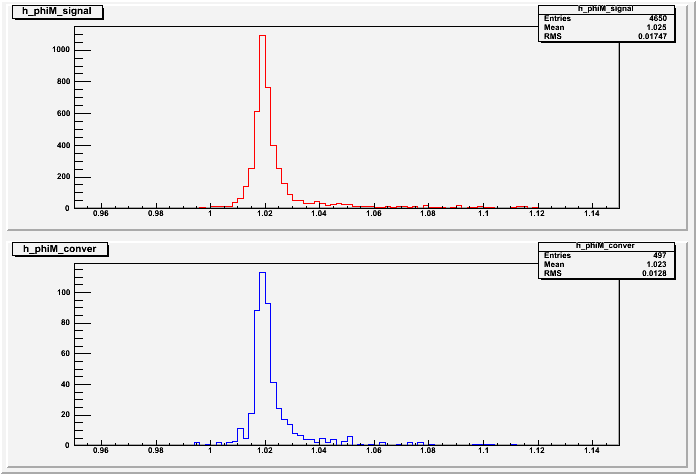 h_phiM_signal
h_phiM_signal
Entries 4650
Mean 1.025
RMS 0.01747
1000
800
600
400
200
0
0.96 0.98 1 1.02 1.04 1.06 1.08 1.1 1.12 1.14
h_phiM_conver
h_phiM_conver
Entries 497
Mean 1.023
RMS 0.0128
100
80
60
40
20
0
0.96 0.98 1 1.02 1.04 1.06 1.08 1.1 1.12 1.14